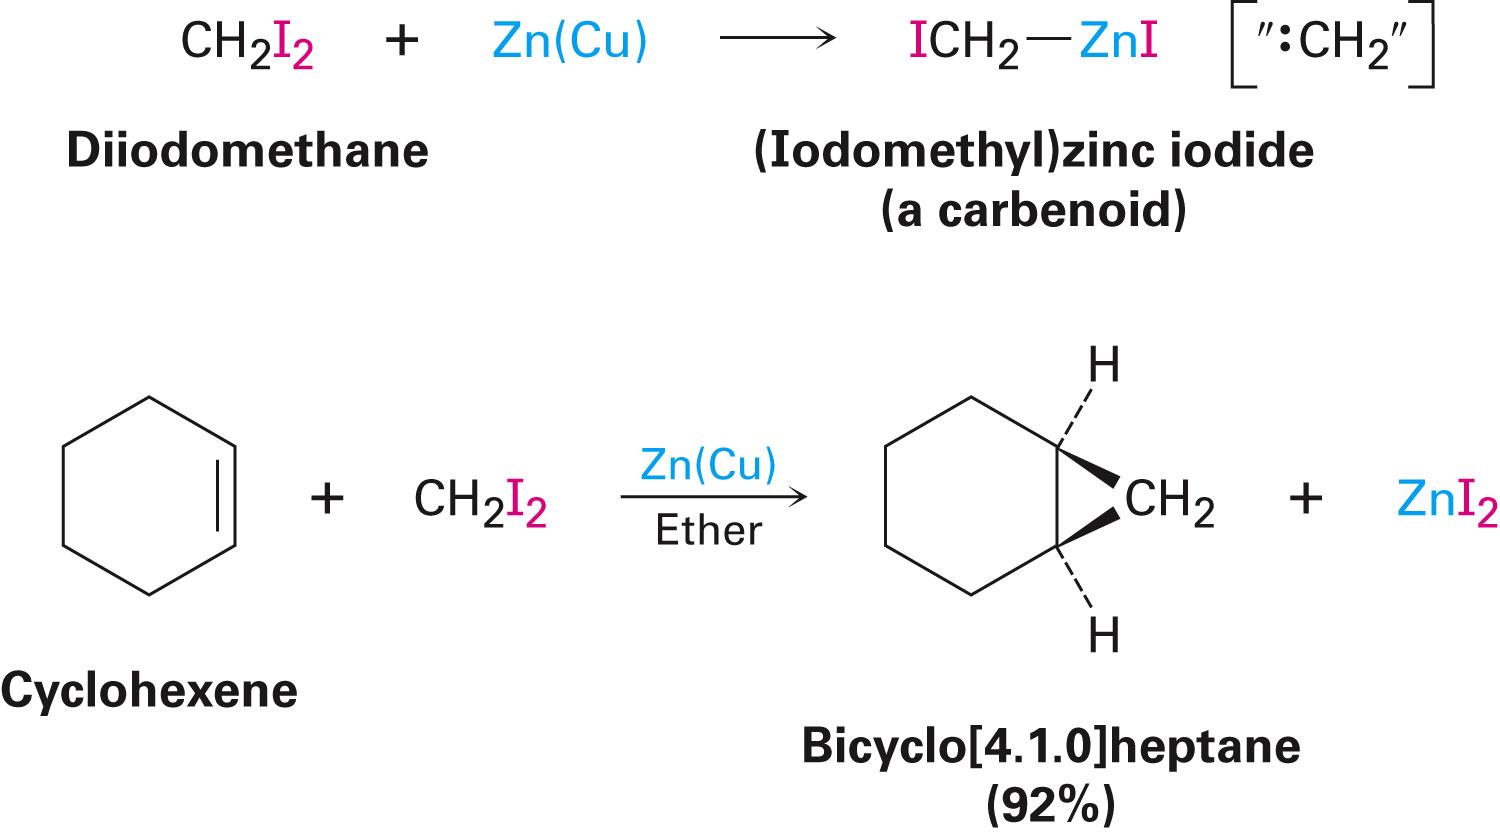 CH2I2 + Zn(Cu) → ICH2—ZnI [":CH2"]
Diiodomethane (Iodomethyl)zinc iodide
(a carbenoid)
H
+ CH2I2 Zn(Cu) CH2 + ZnI2
Ether
H
Cyclohexene
Bicyclo[4.1.0]heptane
(92%)